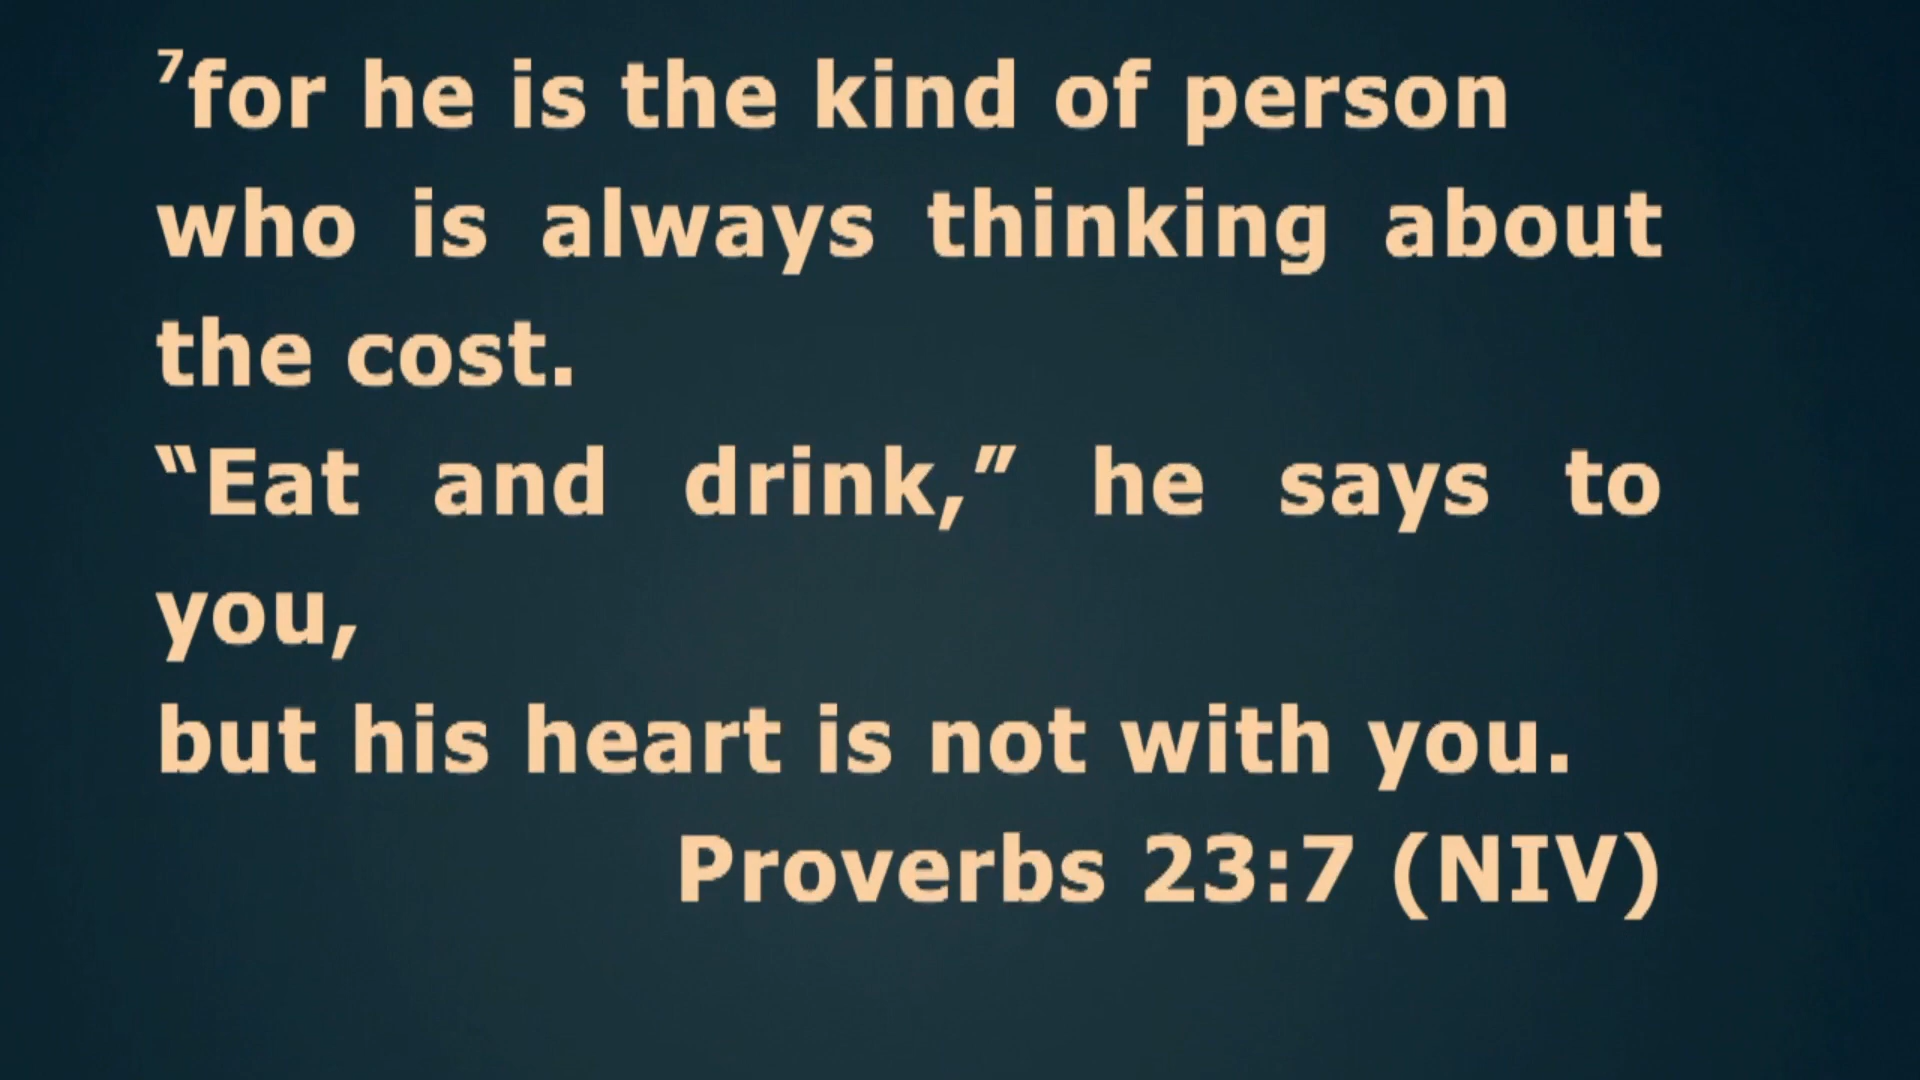 ⁷for he is the kind of person
who is always thinking about
the cost.
“Eat and drink,” he says to
you,
but his heart is not with you.
Proverbs 23:7 (NIV)